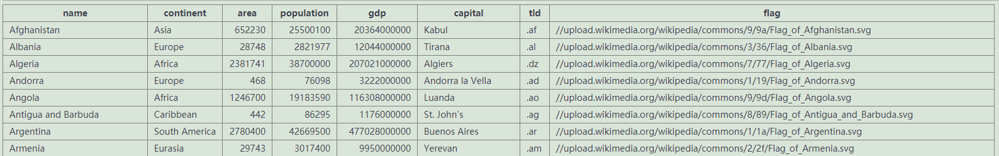 name continent area population gdp capital tld flag
Afghanistan Asia 652230 25500100 20364000000 Kabul .af //upload.wikimedia.org/wikipedia/commons/9/9a/Flag_of_Afghanistan.svg
Albania Europe 28748 2821977 12044000000 Tirana .al //upload.wikimedia.org/wikipedia/commons/3/36/Flag_of_Albania.svg
Algeria Africa 2381741 38700000 207021000000 Algiers .dz //upload.wikimedia.org/wikipedia/commons/7/77/Flag_of_Algeria.svg
Andorra Europe 468 76098 3222000000 Andorra la Vella .ad //upload.wikimedia.org/wikipedia/commons/1/19/Flag_of_Andorra.svg
Angola Africa 1246700 19183590 116308000000 Luanda .ao //upload.wikimedia.org/wikipedia/commons/9/9d/Flag_of_Angola.svg
Antigua and Barbuda Caribbean 442 86295 1176000000 St. John's .ag //upload.wikimedia.org/wikipedia/commons/8/89/Flag_of_Antigua_and_Barbuda.svg
Argentina South America 2780400 42669500 477028000000 Buenos Aires .ar //upload.wikimedia.org/wikipedia/commons/1/1a/Flag_of_Argentina.svg
Armenia Eurasia 29743 3017400 9950000000 Yerevan .am //upload.wikimedia.org/wikipedia/commons/2/2f/Flag_of_Armenia.svg